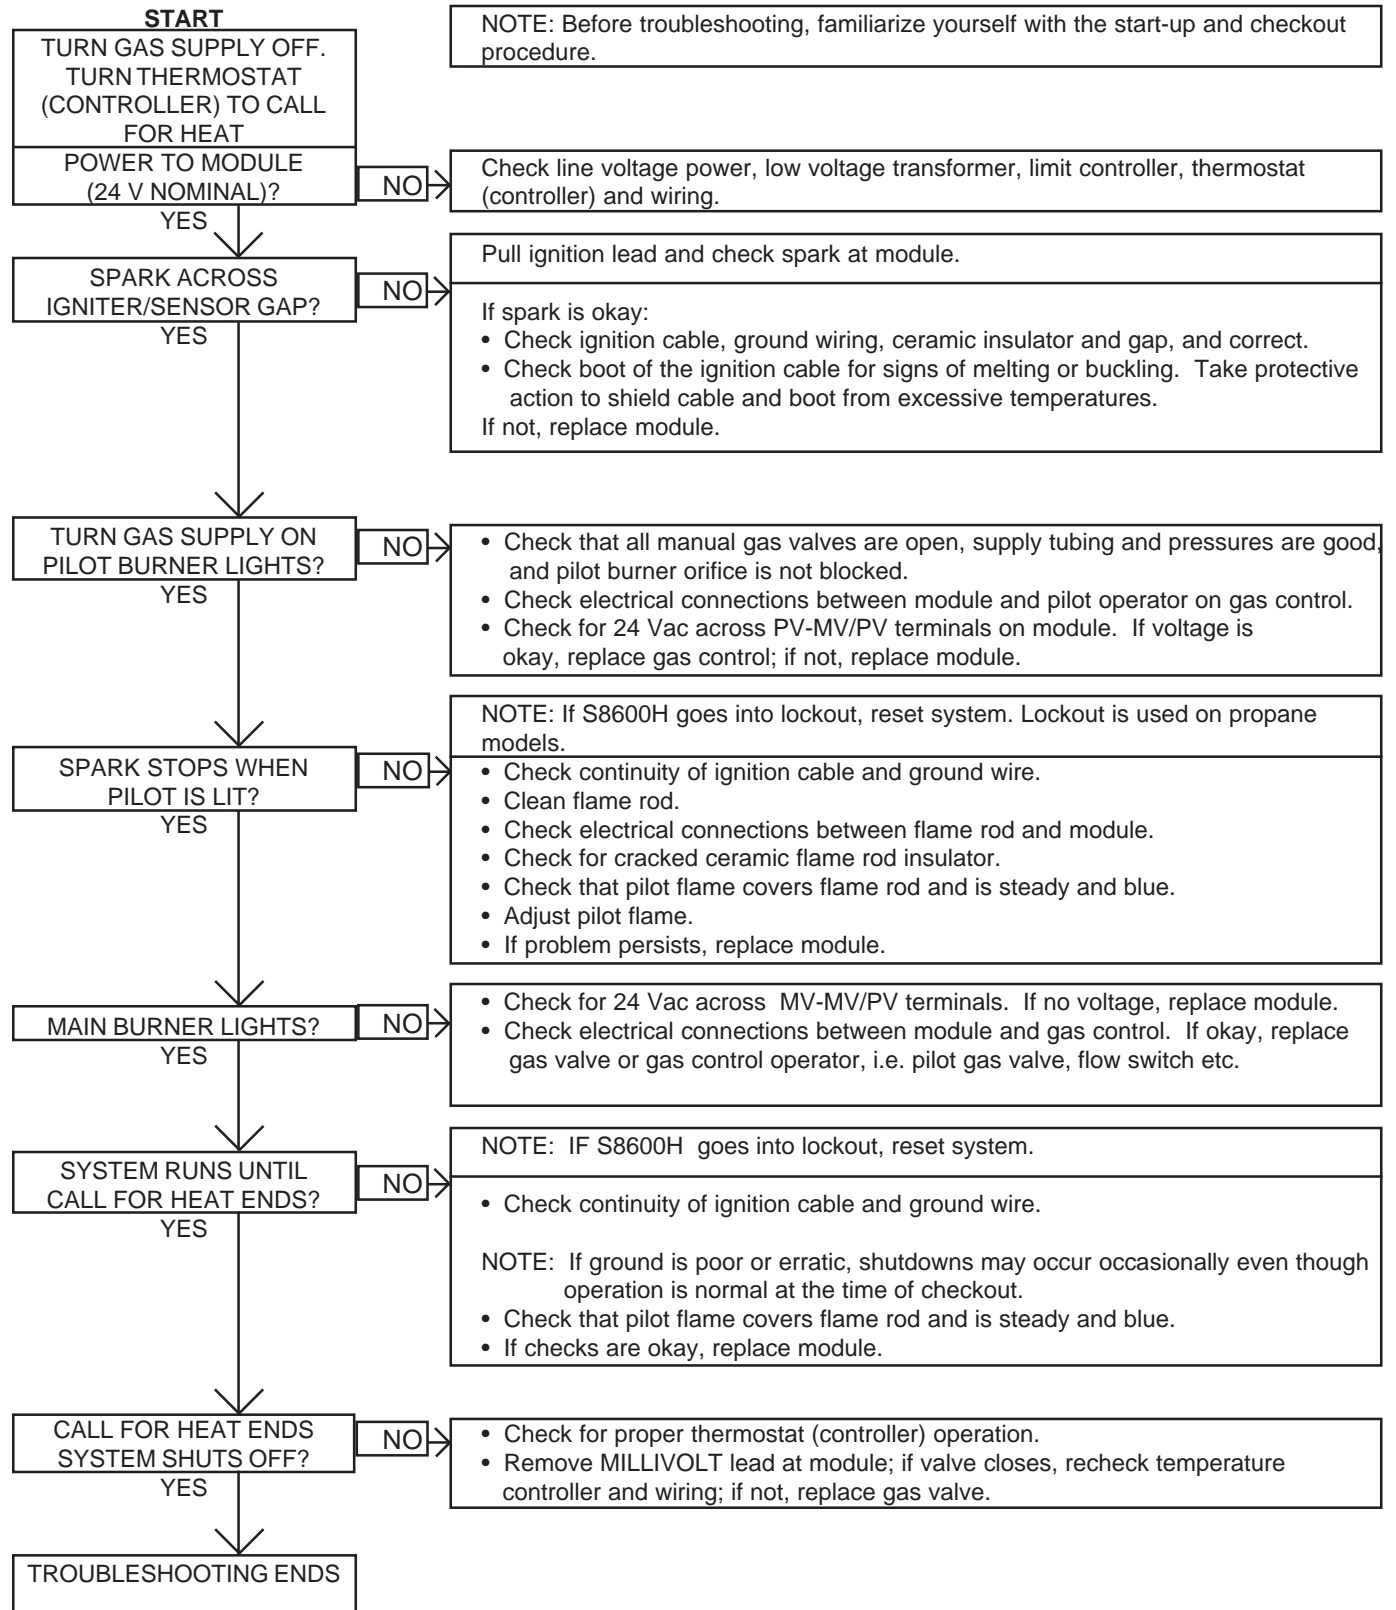 START
TURN GAS SUPPLY OFF.
TURN THERMOSTAT
(CONTROLLER) TO CALL
FOR HEAT
NOTE: Before troubleshooting, familiarize yourself with the start-up and checkout
procedure.
POWER TO MODULE
(24 V NOMINAL)?
NO
Check line voltage power, low voltage transformer, limit controller, thermostat
(controller) and wiring.
YES
SPARK ACROSS
IGNITER/SENSOR GAP?
NO
Pull ignition lead and check spark at module.
If spark is okay:
• Check ignition cable, ground wiring, ceramic insulator and gap, and correct.
• Check boot of the ignition cable for signs of melting or buckling. Take protective
action to shield cable and boot from excessive temperatures.
If not, replace module.
YES
TURN GAS SUPPLY ON
PILOT BURNER LIGHTS?
NO
• Check that all manual gas valves are open, supply tubing and pressures are good,
and pilot burner orifice is not blocked.
• Check electrical connections between module and pilot operator on gas control.
• Check for 24 Vac across PV-MV/PV terminals on module. If voltage is
okay, replace gas control; if not, replace module.
YES
SPARK STOPS WHEN
PILOT IS LIT?
NO
NOTE: If S8600H goes into lockout, reset system. Lockout is used on propane
models.
• Check continuity of ignition cable and ground wire.
• Clean flame rod.
• Check electrical connections between flame rod and module.
• Check for cracked ceramic flame rod insulator.
• Check that pilot flame covers flame rod and is steady and blue.
• Adjust pilot flame.
• If problem persists, replace module.
YES
MAIN BURNER LIGHTS?
NO
• Check for 24 Vac across MV-MV/PV terminals. If no voltage, replace module.
• Check electrical connections between module and gas control. If okay, replace
gas valve or gas control operator, i.e. pilot gas valve, flow switch etc.
YES
SYSTEM RUNS UNTIL
CALL FOR HEAT ENDS?
NO
NOTE: IF S8600H goes into lockout, reset system.
• Check continuity of ignition cable and ground wire.
NOTE: If ground is poor or erratic, shutdowns may occur occasionally even though
operation is normal at the time of checkout.
• Check that pilot flame covers flame rod and is steady and blue.
• If checks are okay, replace module.
YES
CALL FOR HEAT ENDS
SYSTEM SHUTS OFF?
NO
• Check for proper thermostat (controller) operation.
• Remove MILLIVOLT lead at module; if valve closes, recheck temperature
controller and wiring; if not, replace gas valve.
YES
TROUBLESHOOTING ENDS